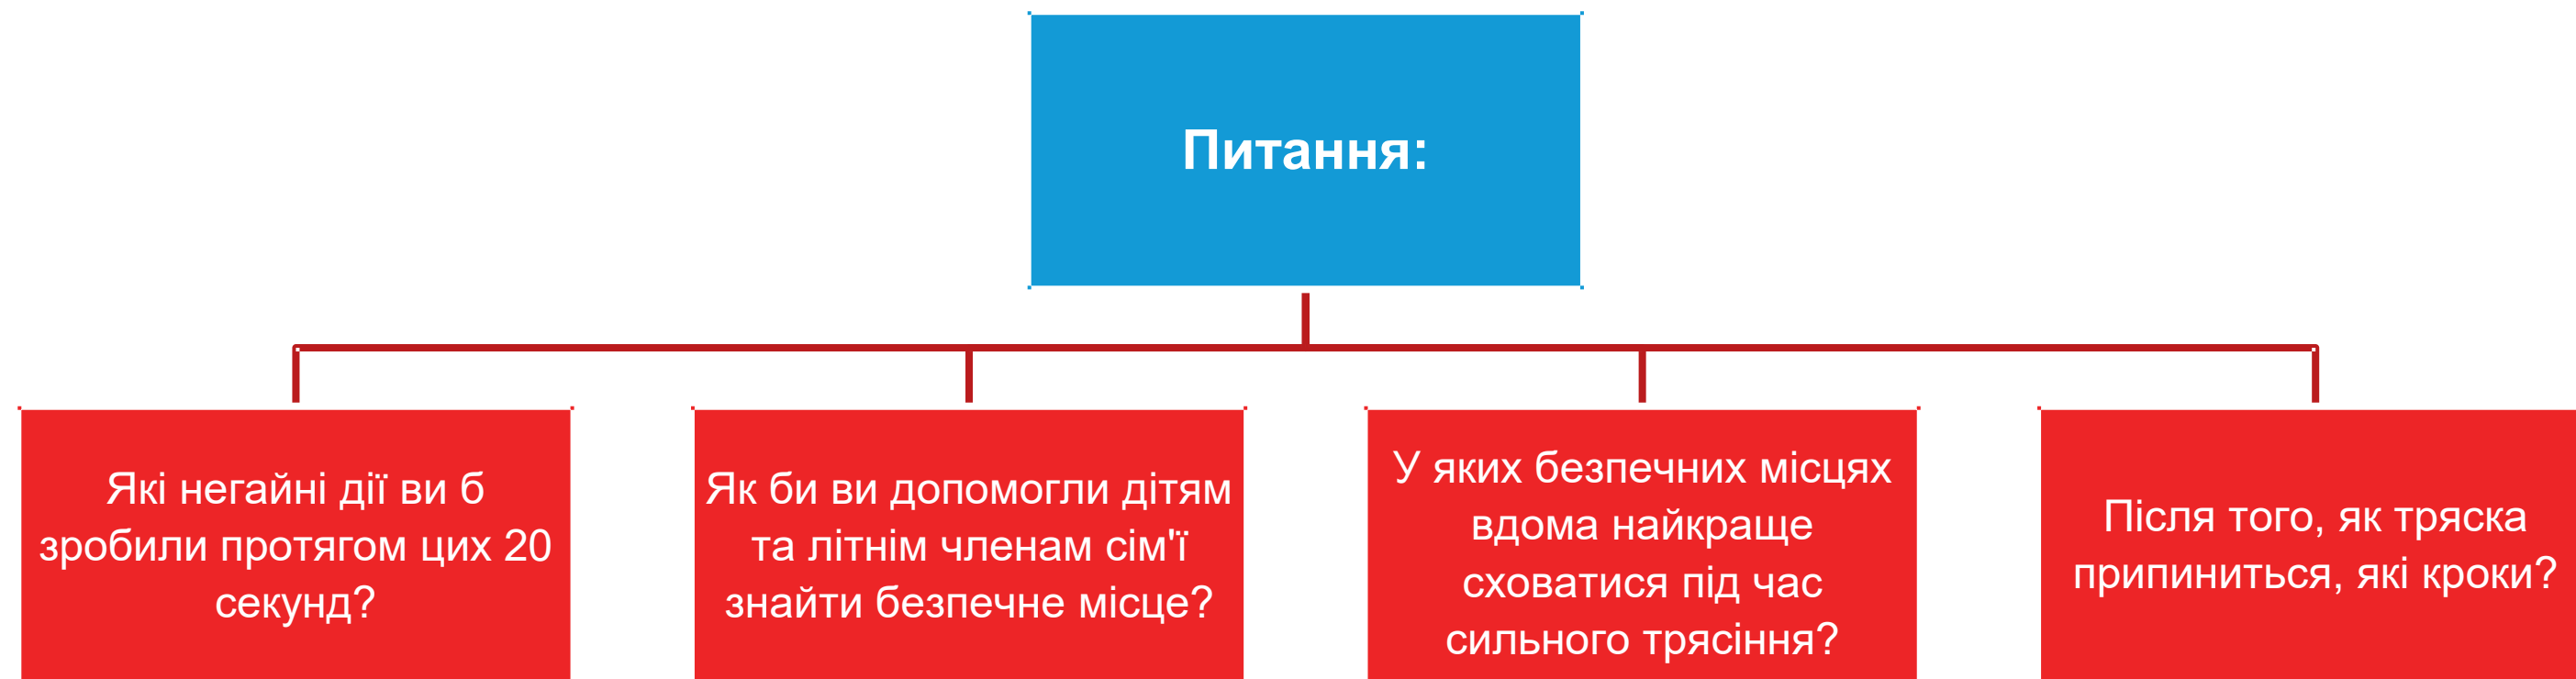 Питання:
Які негайні дії ви б
зробили протягом цих 20
секунд?
Як би ви допомогли дітям
та літнім членам сім'ї
знайти безпечне місце?
У яких безпечних місцях
вдома найкраще
сховатися під час
сильного трясіння?
Після того, як тряска
припиниться, які кроки?